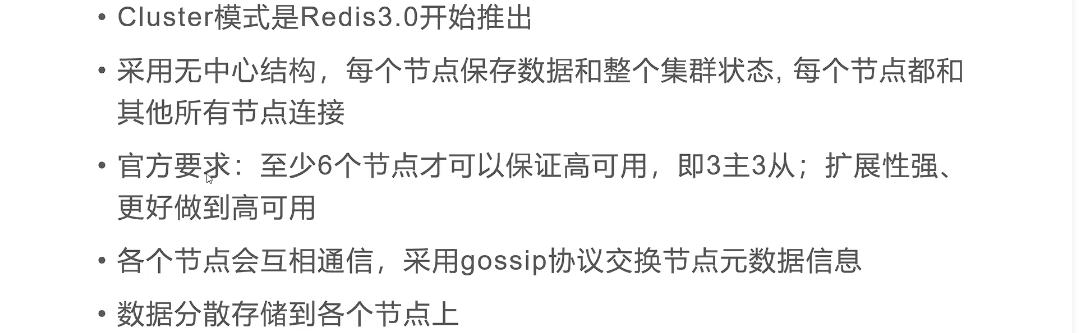 • Cluster模式是Redis3.0开始推出
• 采用无中心结构，每个节点保存数据和整个集群状态, 每个节点都和
其他所有节点连接
• 官方要求：至少6个节点才可以保证高可用，即3主3从；扩展性强、
更好做到高可用
• 各个节点会互相通信，采用gossip协议交换节点元数据信息
• 数据分散存储到各个节点上